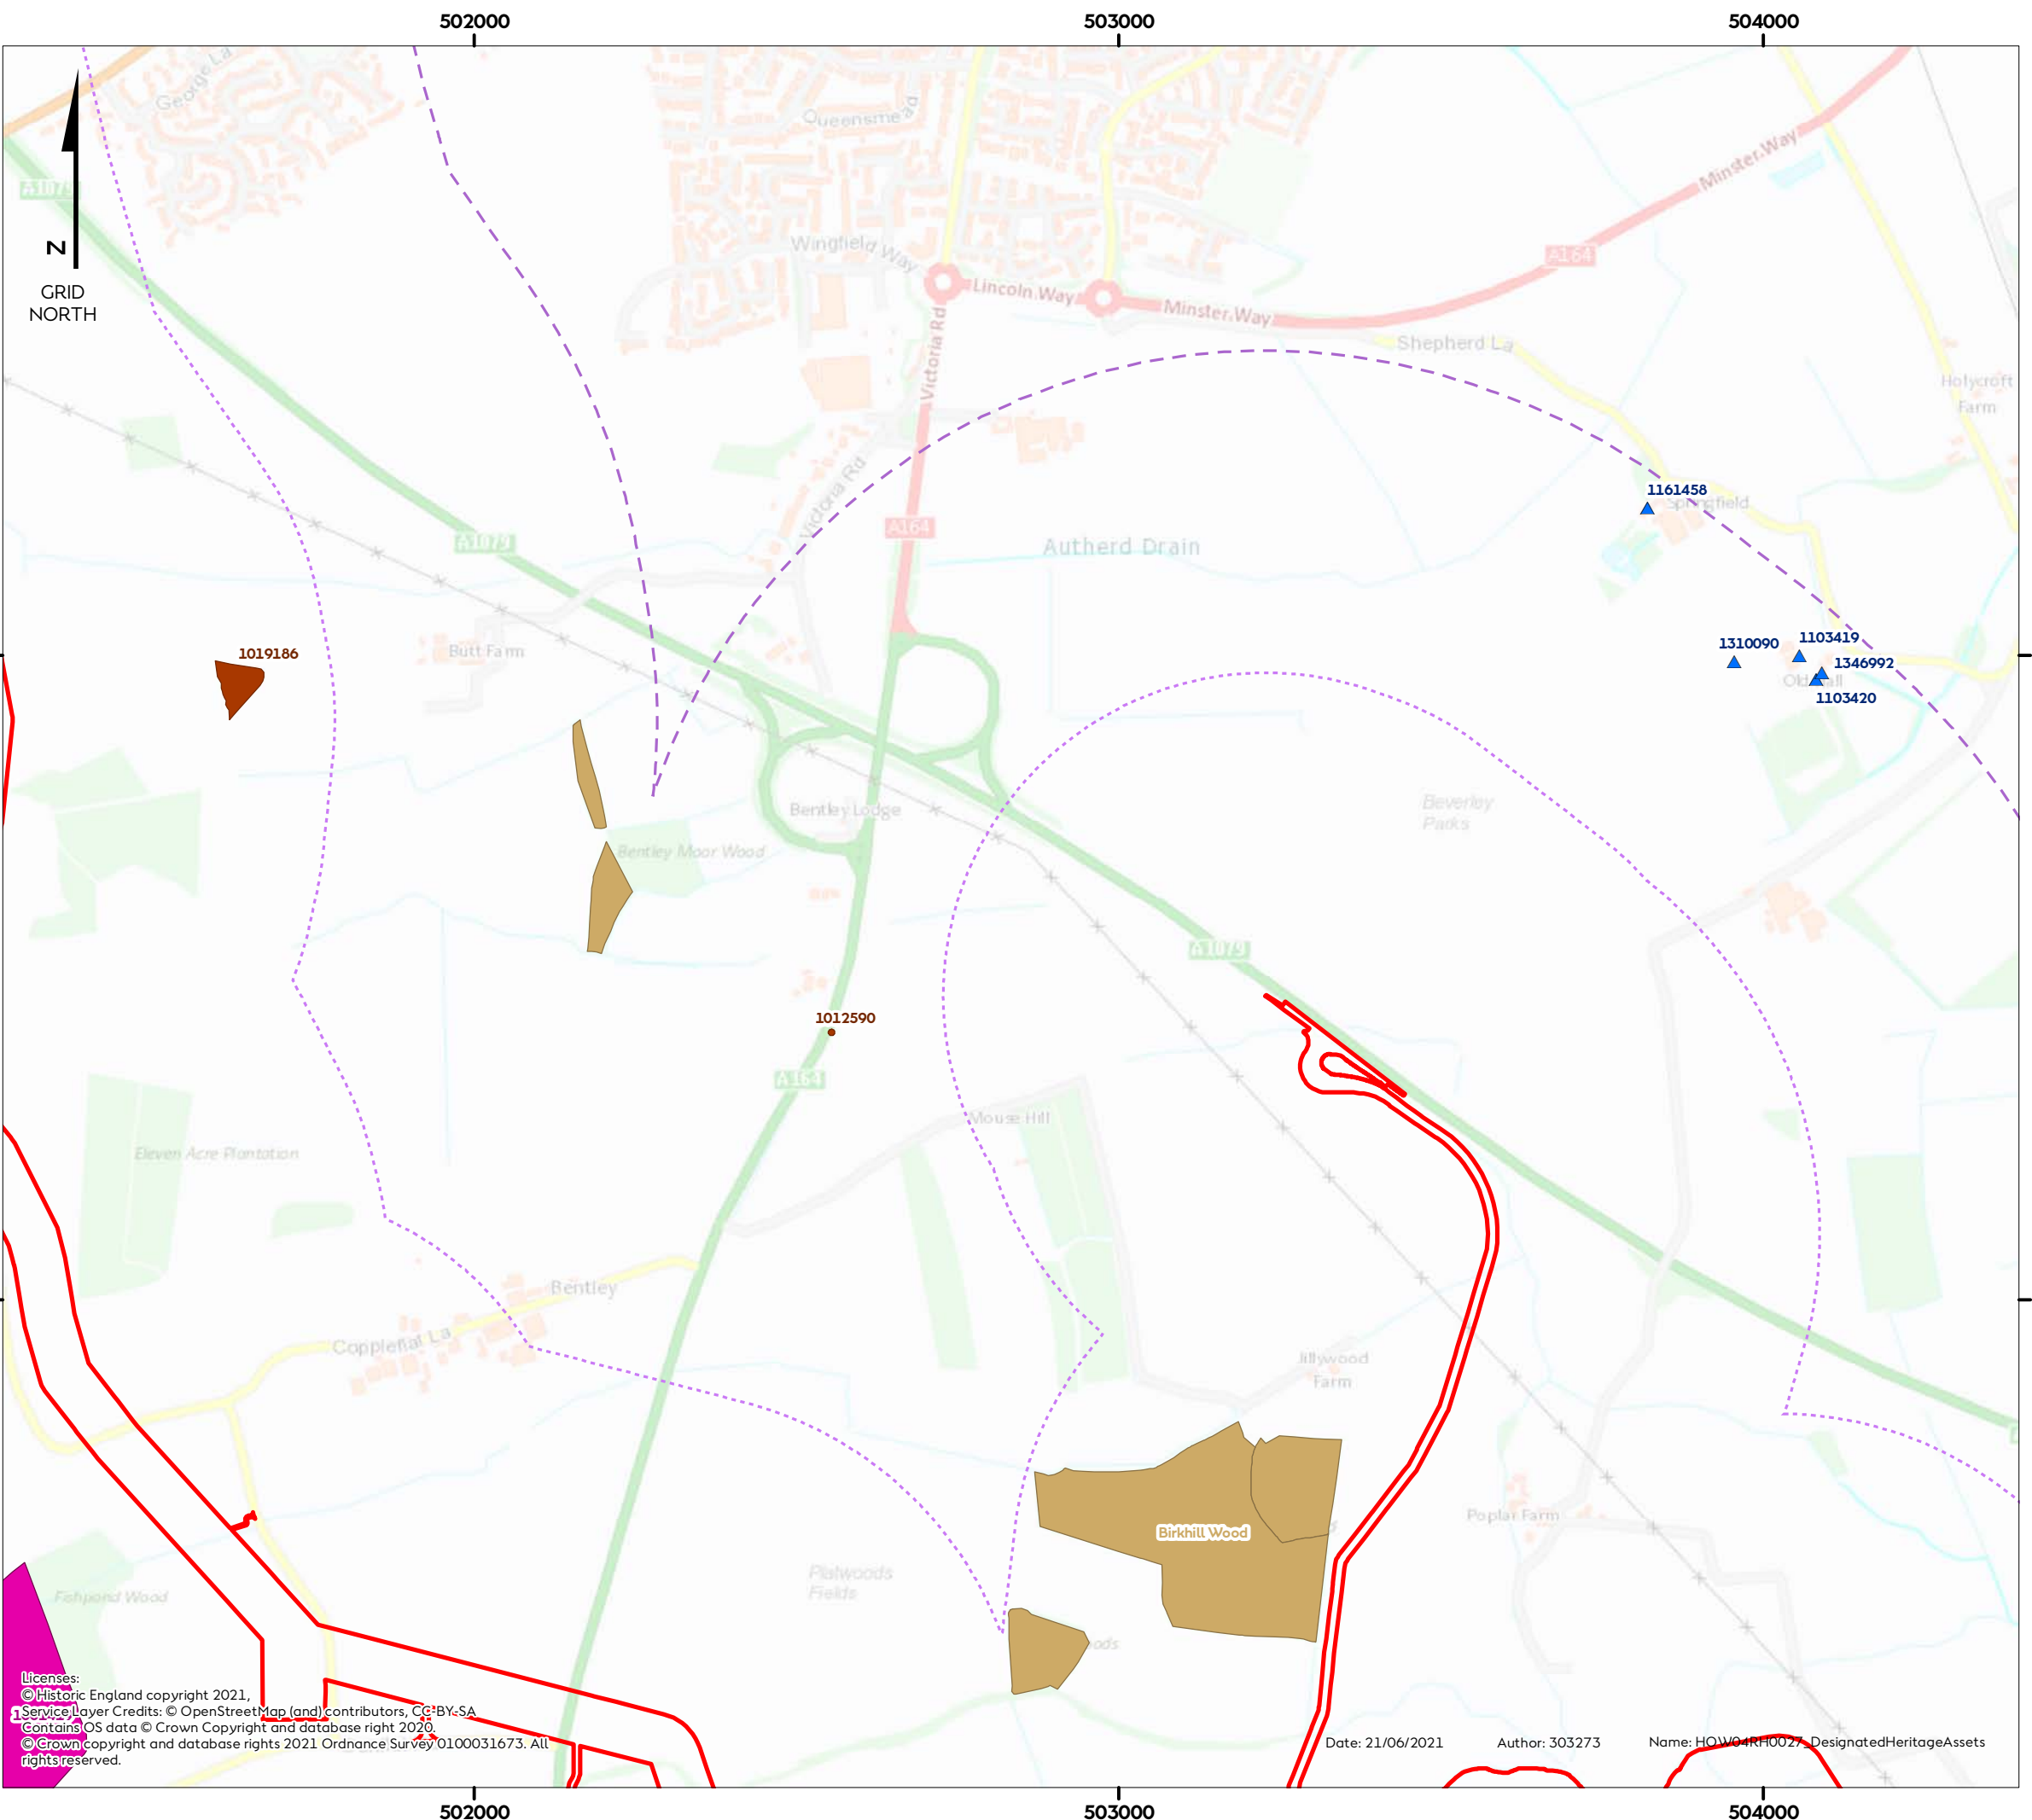 502000 503000 504000
George La
Queensmead
A1079
Minster Way
N
GRID
NORTH
Wingfield Way
A164
Lincoln Way
Minster Way
Victoria Rd
Shepherd La
Holycroft
Farm
1161458
Springfield
Victoria Rd
A164
A1079
Autherd Drain
1019186
Butt Farm
1310090
1103419
1346992
Old Hall
1103420
Bentley Lodge
Beverley
Parks
Bentley Moor Wood
A1079
1012590
A164
Mouse Hill
Eleven Acre Plantation
Bentley
Copplefiat La
Jillywood
Farm
Poplar Farm
Birkhill Wood
Platwoods
Fields
Fishpond Wood
Licenses:
© Historic England copyright 2021,
Service Layer Credits: © OpenStreetMap (and) contributors, CC-BY-SA
Contains OS data © Crown Copyright and database right 2020.
© Crown copyright and database rights 2021 Ordnance Survey 0100031673. All
rights reserved.
Date: 21/06/2021 Author: 303273 Name: HOW04RH0027_DesignatedHeritageAssets
502000 503000 504000